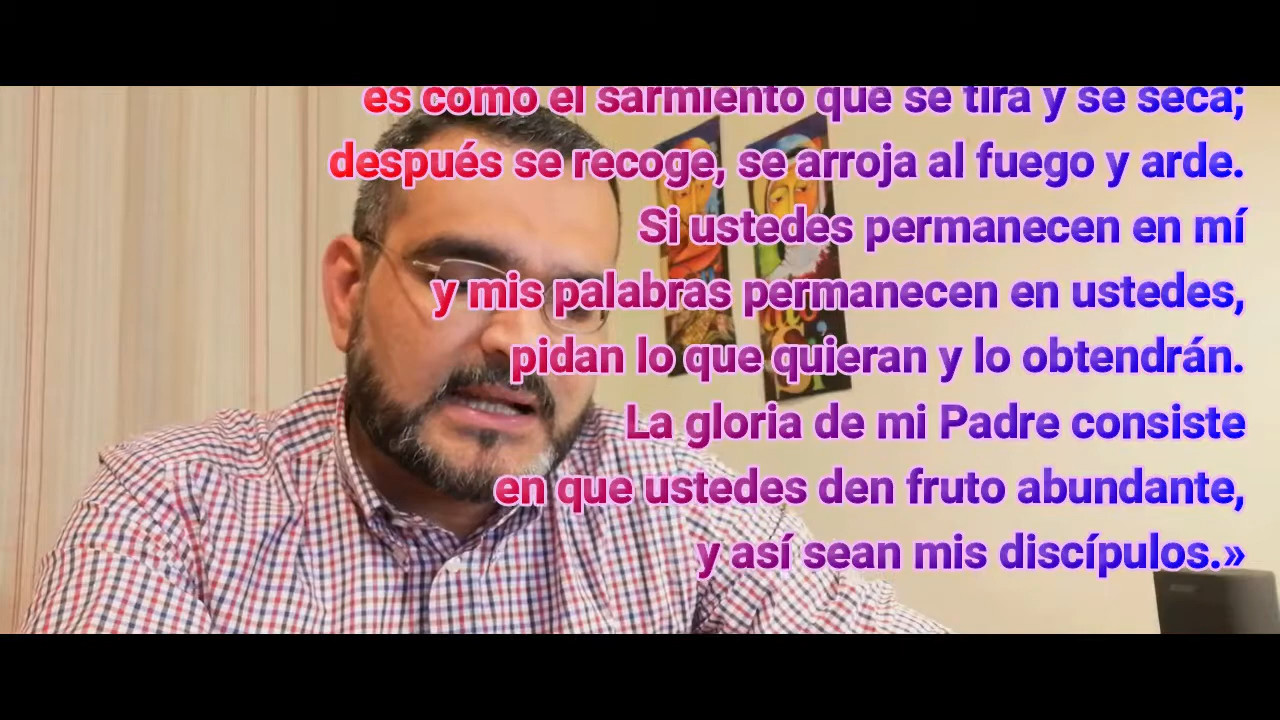 es como el sarmiento que se tira y se seca;
después se recoge, se arroja al fuego y arde.
Si ustedes permanecen en mí
y mis palabras permanecen en ustedes,
pidan lo que quieran y lo obtendrán.
La gloria de mi Padre consiste
en que ustedes den fruto abundante,
y así sean mis discípulos.»